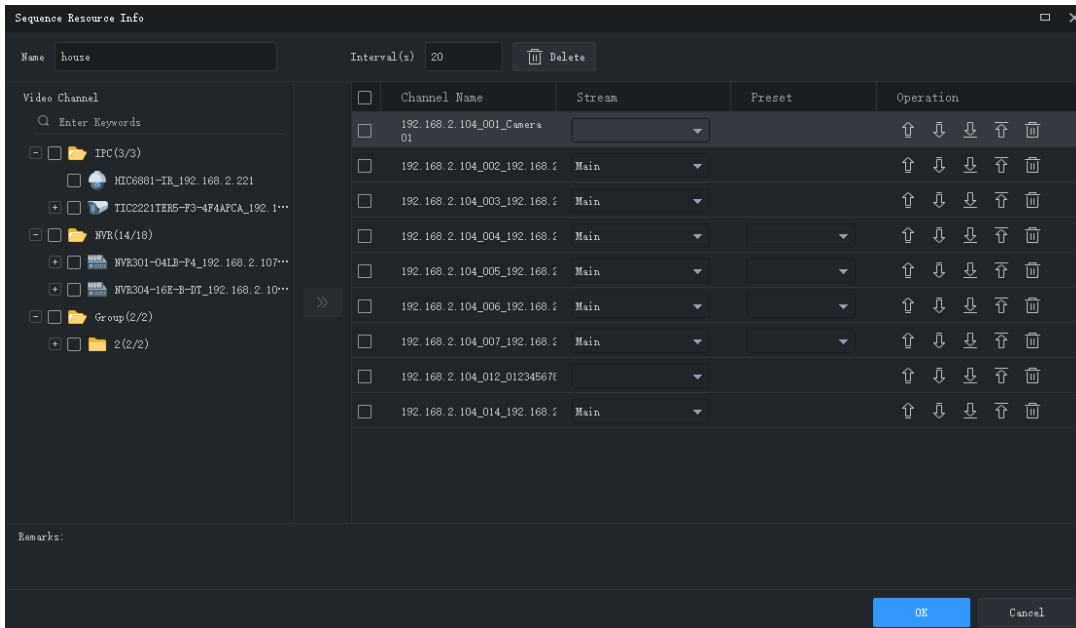 Sequence Resource Info
Name house Interval(s) 20 Delete
Video Channel
Enter Keywords
IPC(3/3)
HIC6881-IR_192.168.2.221
TIC2221TER5-F3-4F4APCA_192.1···
NVR(14/18)
NVR301-04LB-P4_192.168.2.107···
NVR304-16E-B-DT_192.168.2.10···
Group(2/2)
2(2/2)
Channel Name Stream Preset Operation
192.168.2.104_001_Camera
01
192.168.2.104_002_192.168.2 Main
192.168.2.104_003_192.168.2 Main
192.168.2.104_004_192.168.2 Main
192.168.2.104_005_192.168.2 Main
192.168.2.104_006_192.168.2 Main
192.168.2.104_007_192.168.2 Main
192.168.2.104_012_012345678
192.168.2.104_014_192.168.2 Main
Remarks:
OK Cancel